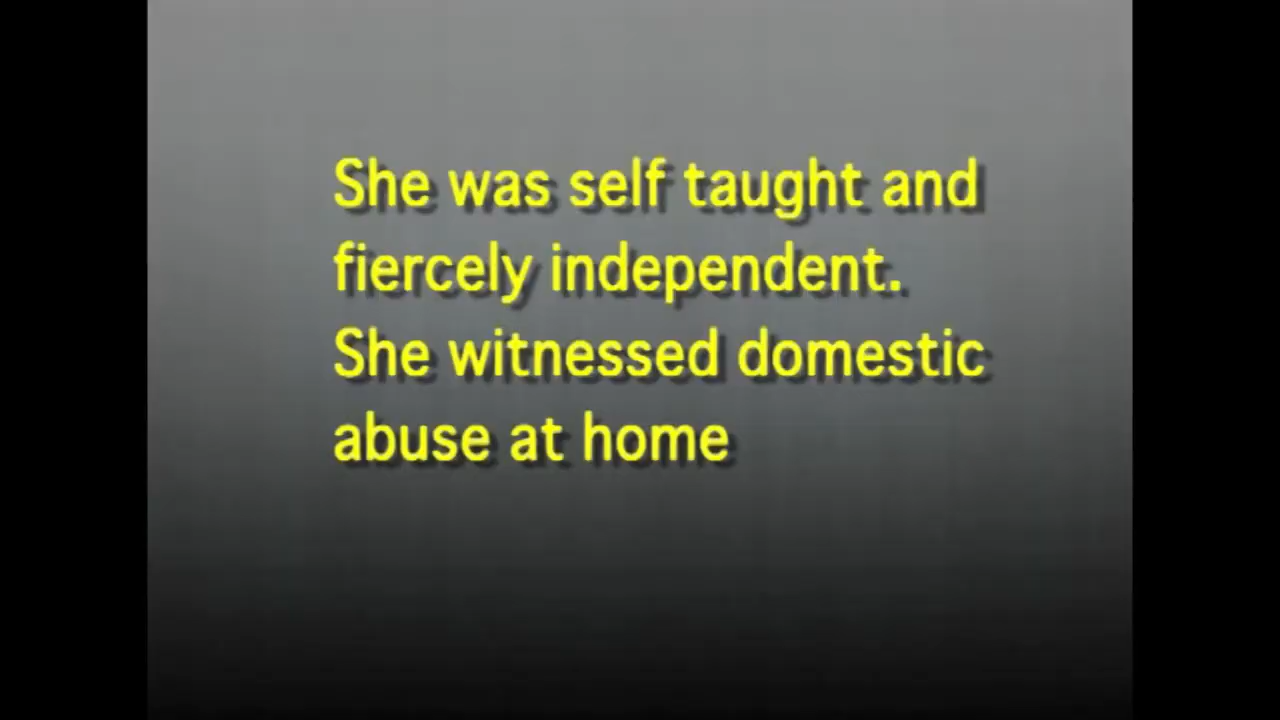 She was self taught and
fiercely independent.
She witnessed domestic
abuse at home